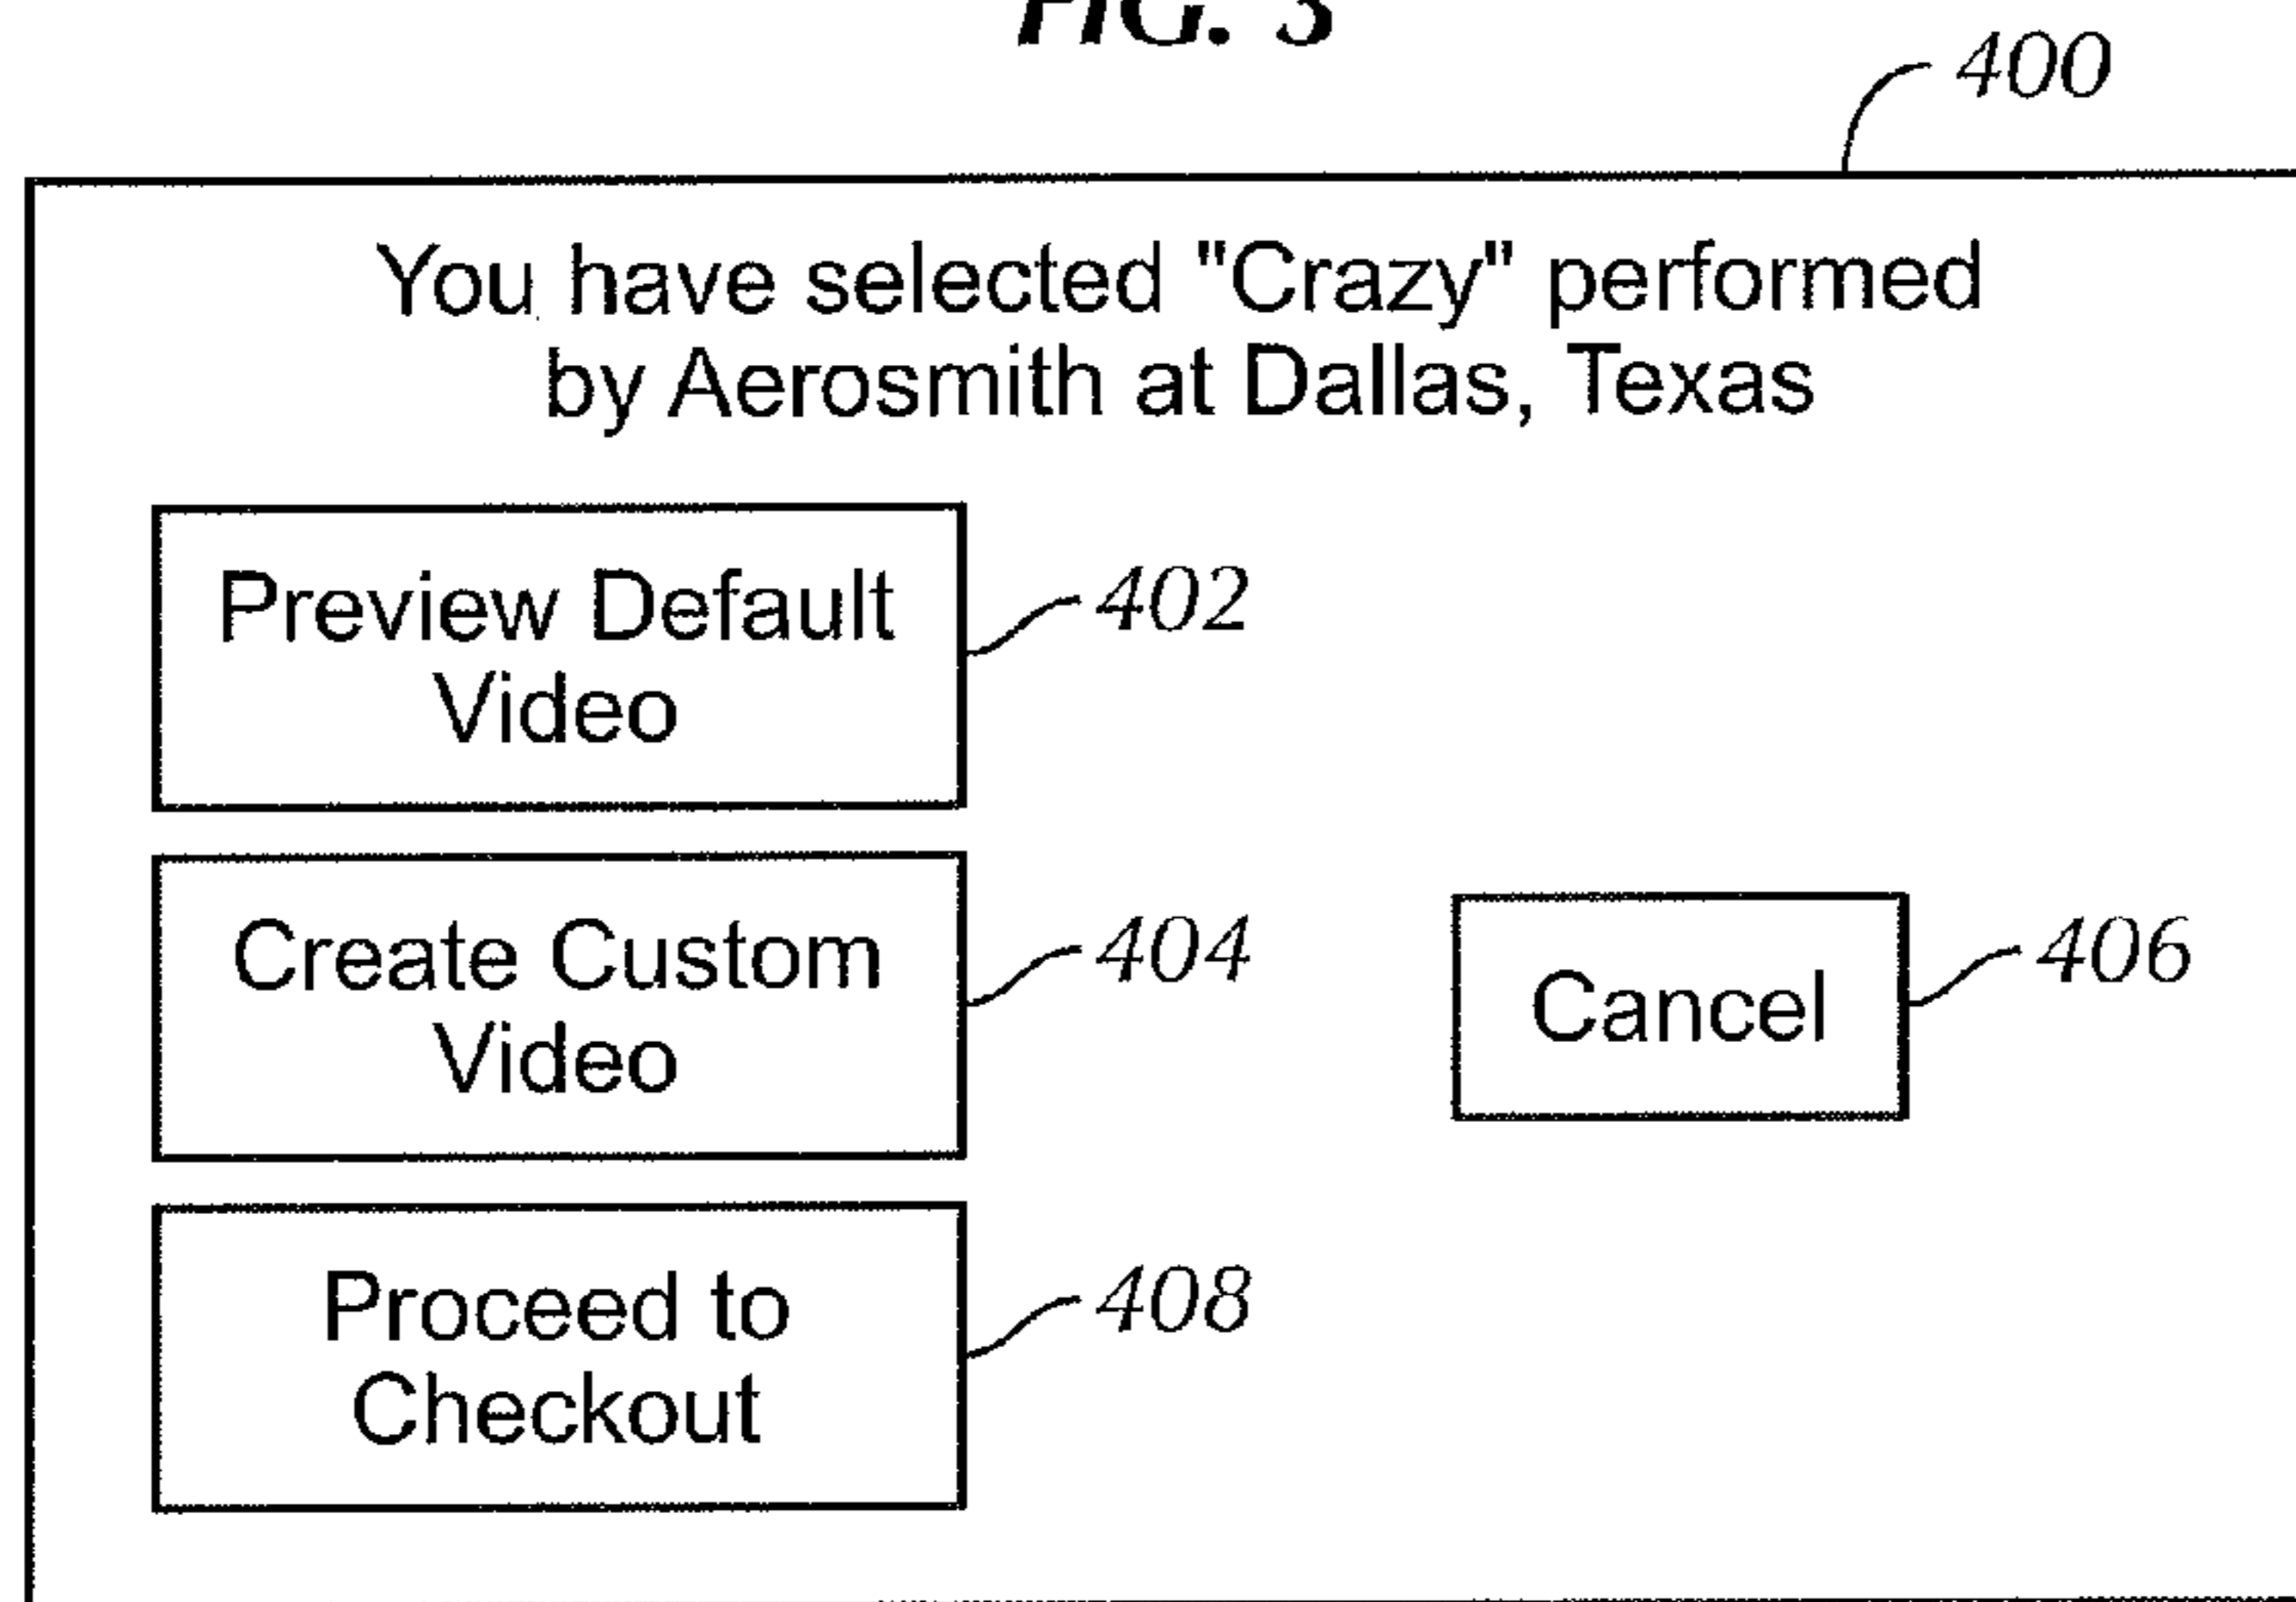 FIG. 3
400
You have selected "Crazy" performed
by Aerosmith at Dallas, Texas
Preview Default
Video
402
Create Custom
Video
404
Cancel
406
Proceed to
Checkout
408